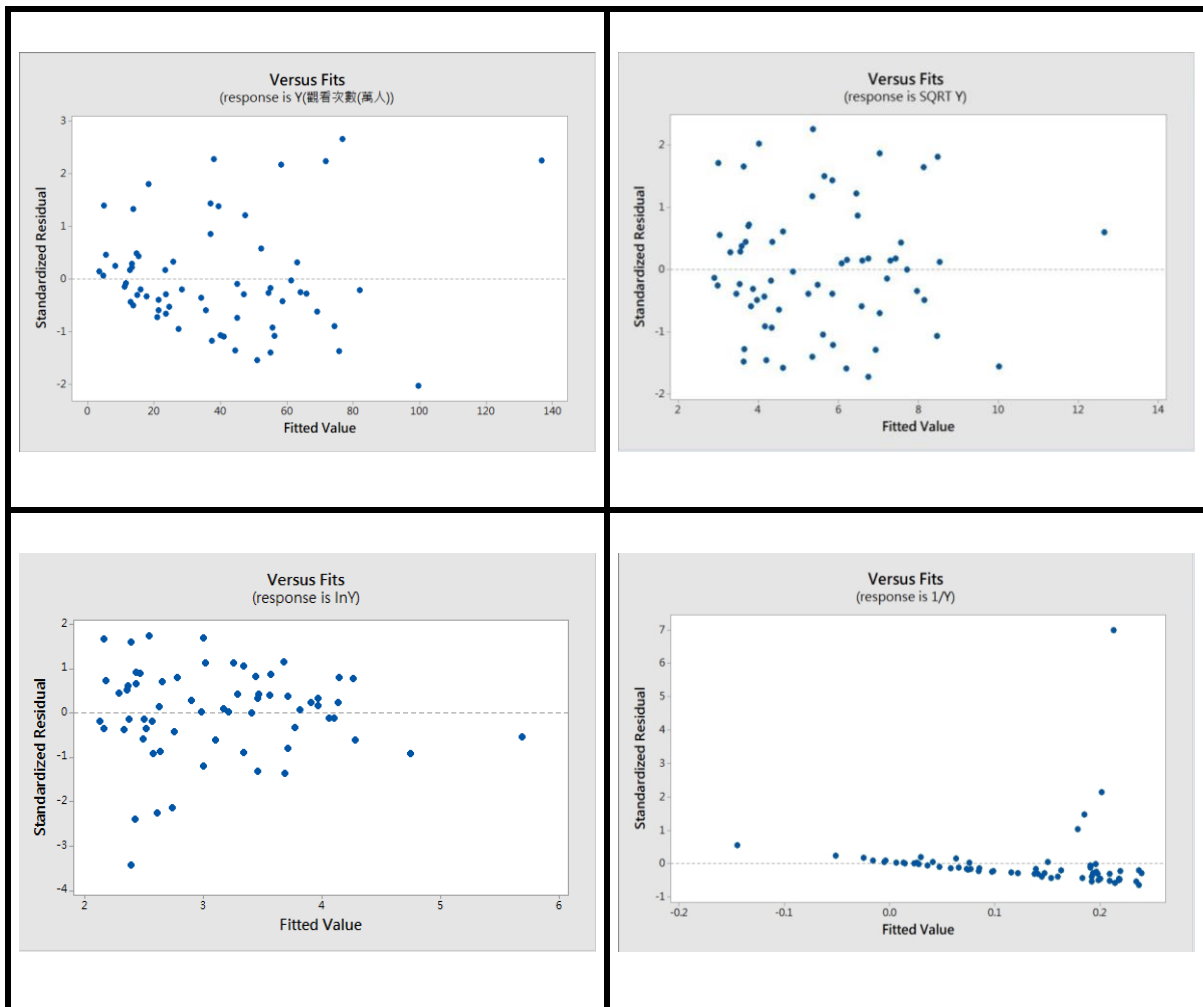 Versus Fits
(response is Y(觀看次數(萬人))
Standardized Residual
3
2
1
0
-1
-2
0 20 40 60 80 100 120 140
Fitted Value
Versus Fits
(response is SQRT Y)
Standardized Residual
2
1
0
-1
-2
2 4 6 8 10 12 14
Fitted Value
Versus Fits
(response is lnY)
Standardized Residual
2
1
0
-1
-2
-3
-4
2 3 4 5 6
Fitted Value
Versus Fits
(response is 1/Y)
Standardized Residual
7
6
5
4
3
2
1
0
-1
-0.2 -0.1 0.0 0.1 0.2
Fitted Value